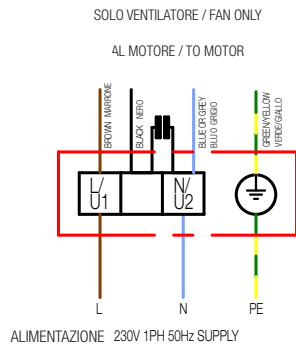 SOLO VENTILATORE / FAN ONLY
AL MOTORE / TO MOTOR
BROWN MARRONE
BLACK NERO
BLUE OR GREY
BLU O GRIGIO
GREEN/YELLOW
VERDE/GIALLO
L/
U1
N/
U2
L
N
PE
ALIMENTAZIONE 230V 1PH 50Hz SUPPLY